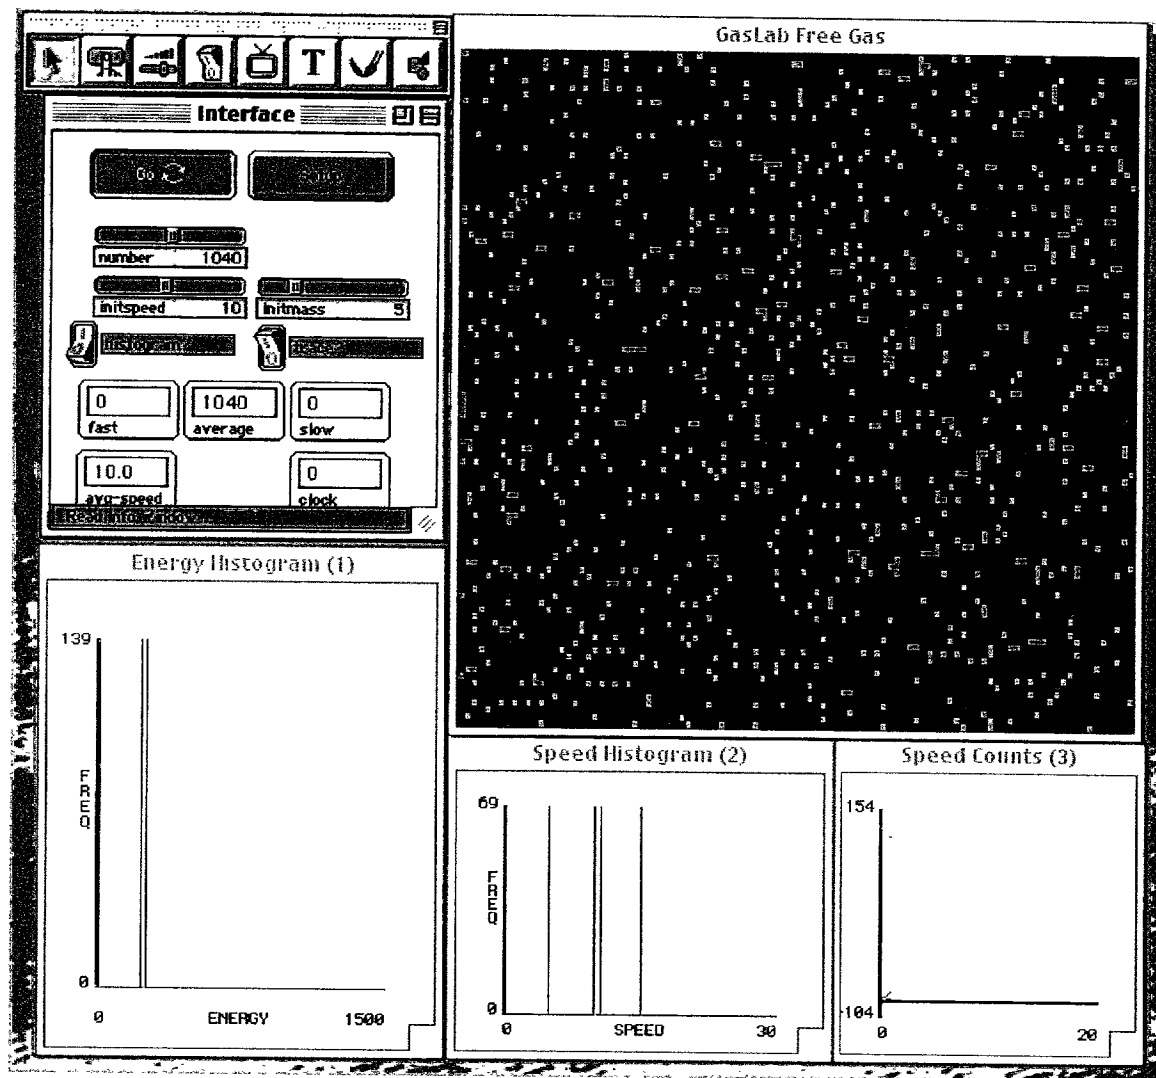 GasLab Free Gas
T
Interface
Go
number 1040
initspeed 10
initmass 5
Histogram
0
fast
1040
average
0
slow
10.0
avg-speed
0
clock
Energy Histogram (1)
139
FREQ
0
0 ENERGY 1500
Speed Histogram (2)
69
FREQ
0
0 SPEED 30
Speed Counts (3)
154
-104
0 20